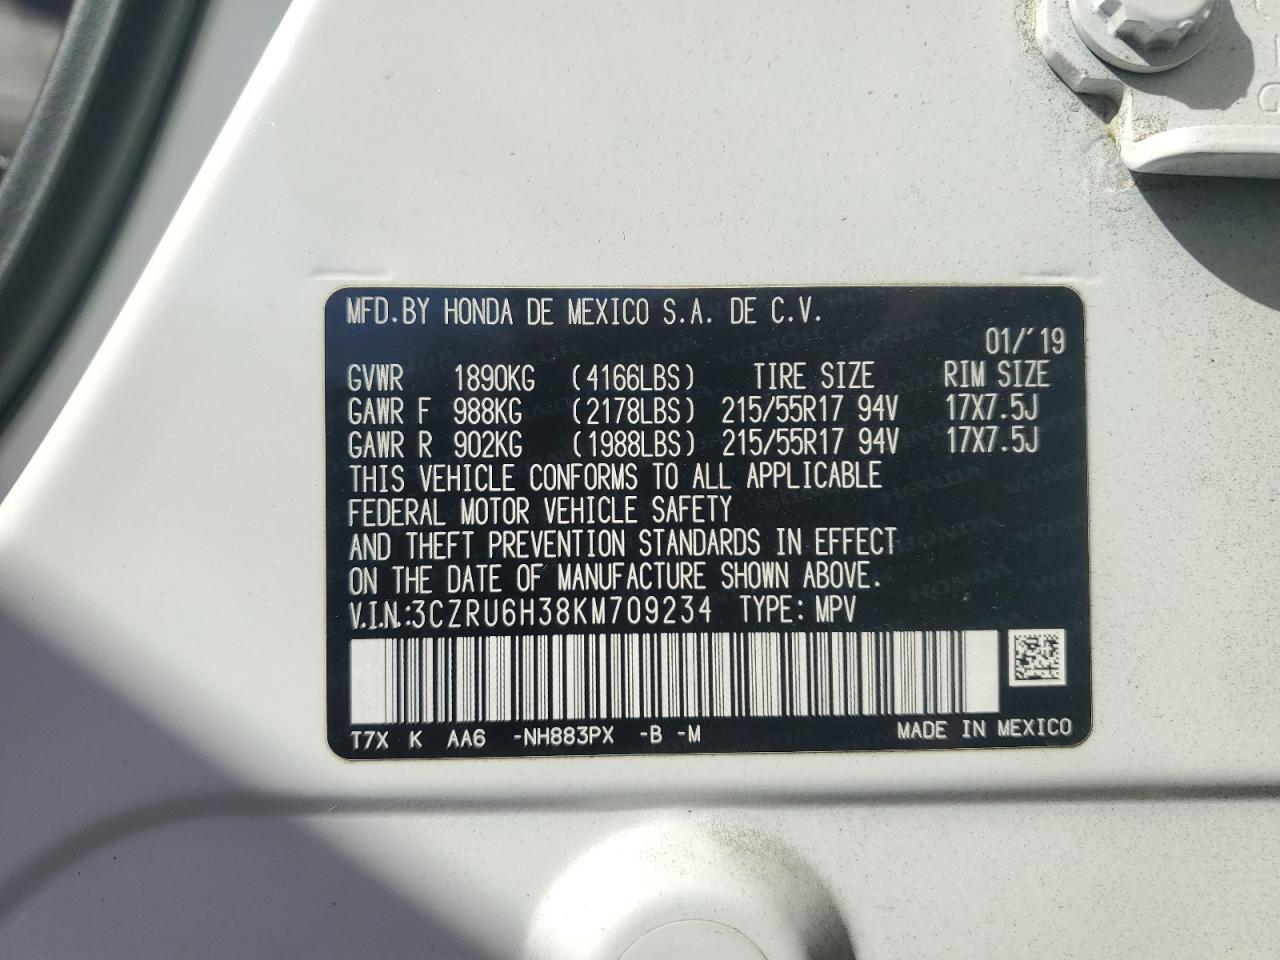 MFD.BY HONDA DE MEXICO S.A. DE C.V.
01/'19
GVWR 1890KG (4166LBS) TIRE SIZE RIM SIZE
GAWR F 988KG (2178LBS) 215/55R17 94V 17X7.5J
GAWR R 902KG (1988LBS) 215/55R17 94V 17X7.5J
THIS VEHICLE CONFORMS TO ALL APPLICABLE
FEDERAL MOTOR VEHICLE SAFETY
AND THEFT PREVENTION STANDARDS IN EFFECT
ON THE DATE OF MANUFACTURE SHOWN ABOVE.
V.I.N.:3CZRU6H38KM709234 TYPE: MPV
T7X K AA6 -NH883PX -B -M MADE IN MEXICO